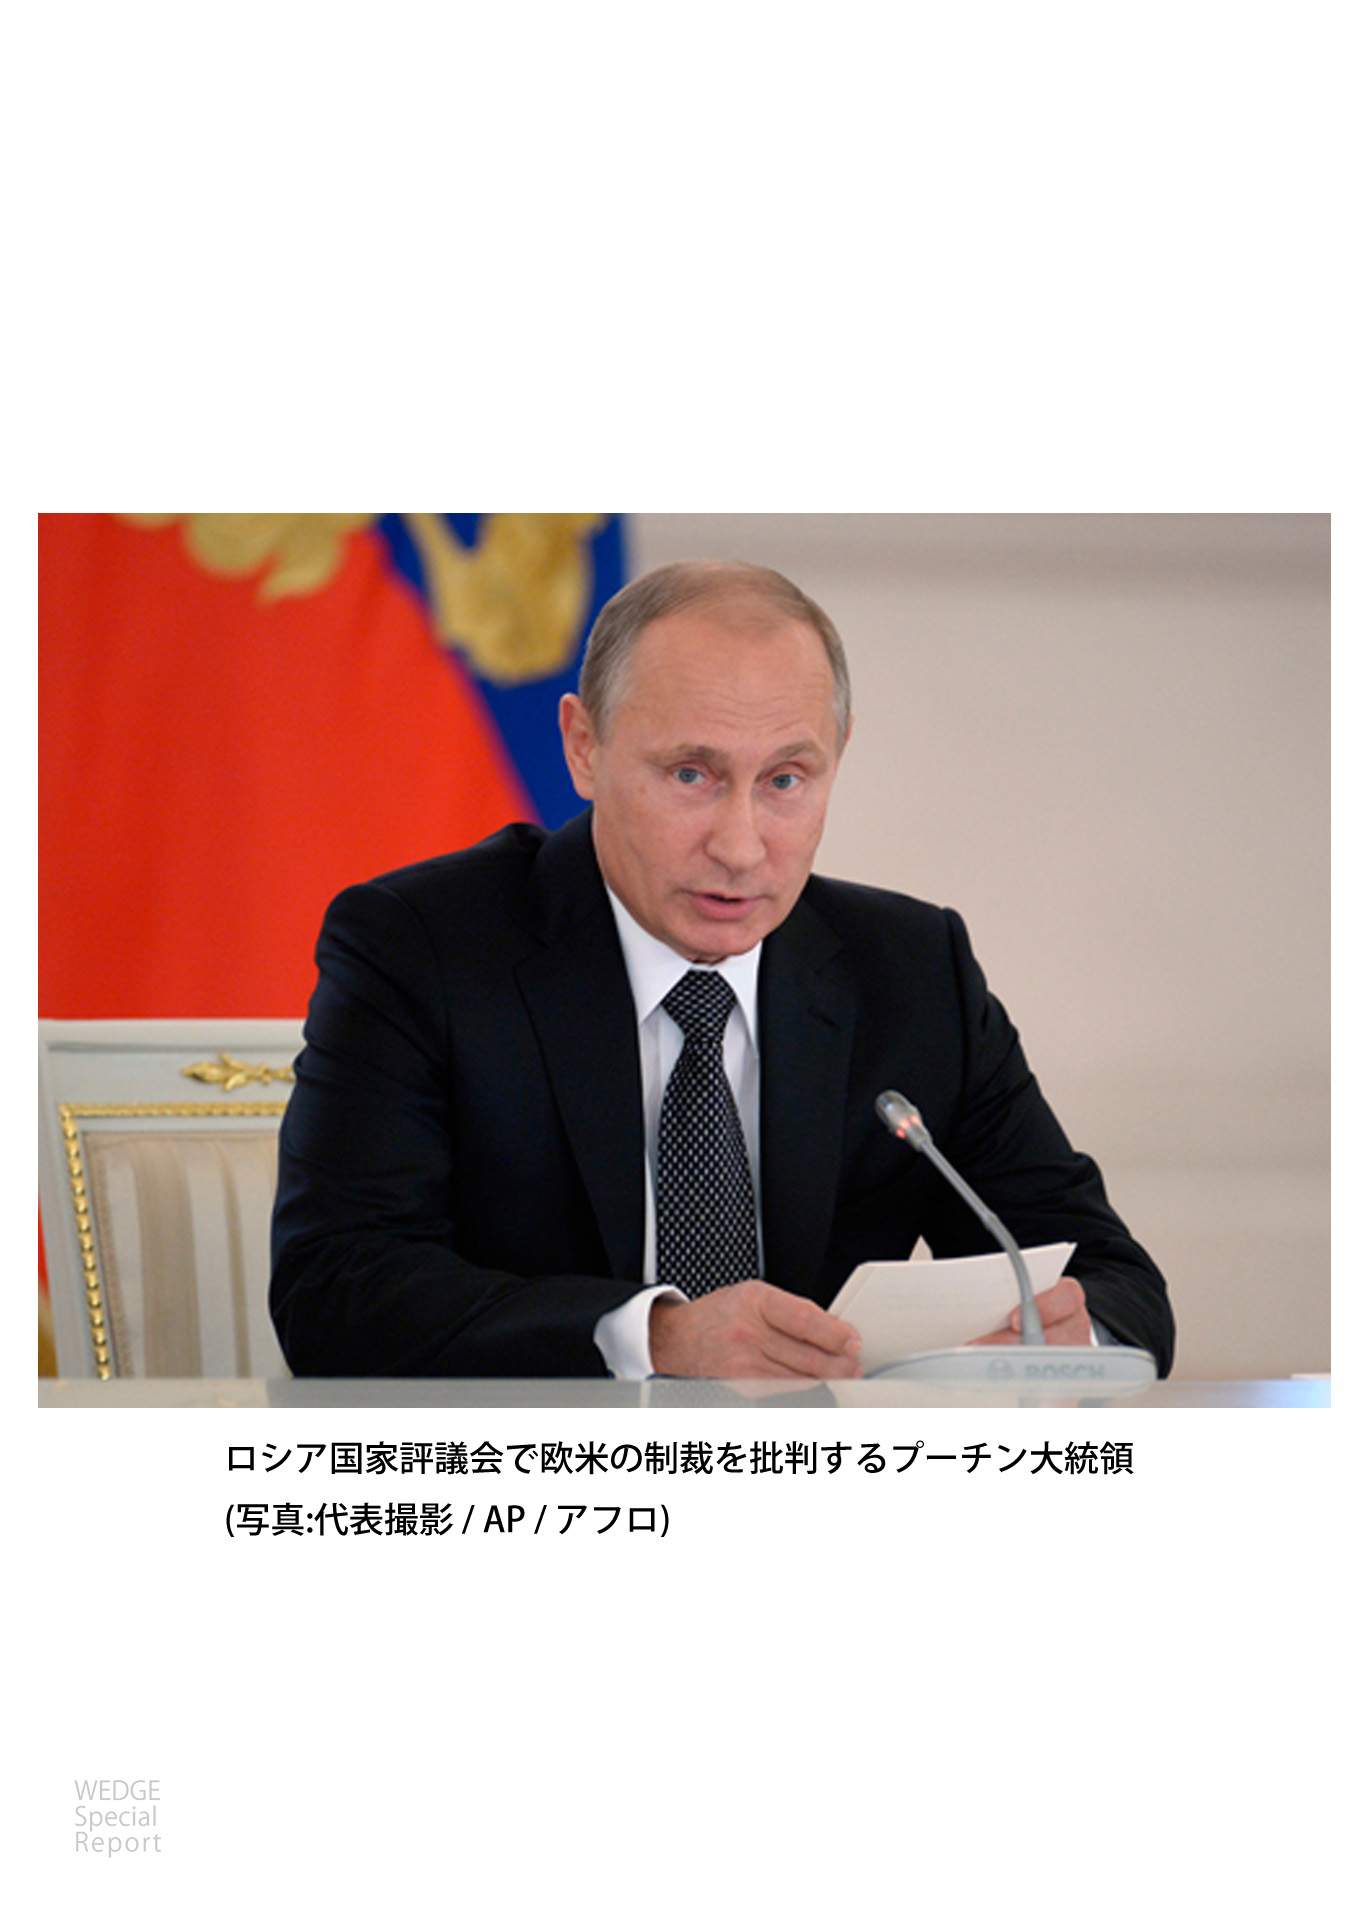 BOSCH
ロシア国家評議会で欧米の制裁を批判するプーチン大統領
(写真:代表撮影 / AP / アフロ)
WEDGE
Special
Report